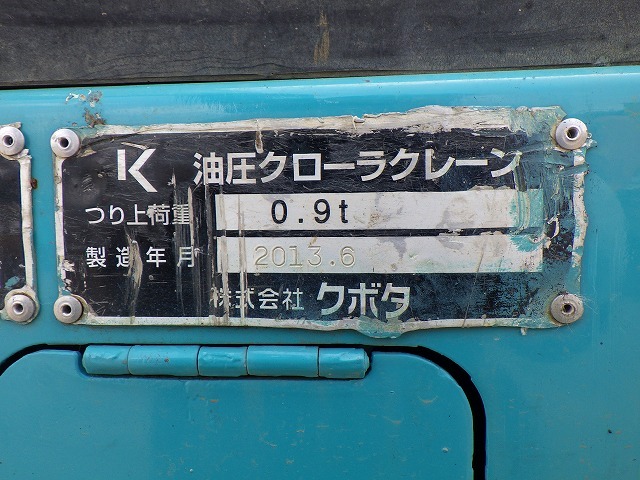 K 油圧クローラクレーン
つり上荷重 0.9t
製造年月 2013.6
株式会社 クボタ